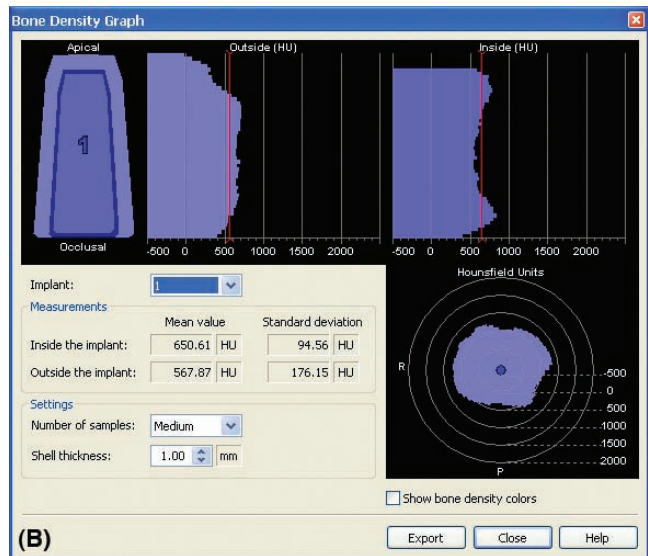 Bone Density Graph
Apical
1
Occlusal
Outside (HU)
-500 0 500 1000 1500 2000
Inside (HU)
-500 0 500 1000 1500 2000
Implant: 1
Measurements
Mean value Standard deviation
Inside the implant: 650.61 HU 94.56 HU
Outside the implant: 567.87 HU 176.15 HU
Settings
Number of samples: Medium
Shell thickness: 1.00 mm
Hounsfield Units
R
-500
0
500
1000
1500
2000
P
Show bone density colors
(B)
Export Close Help